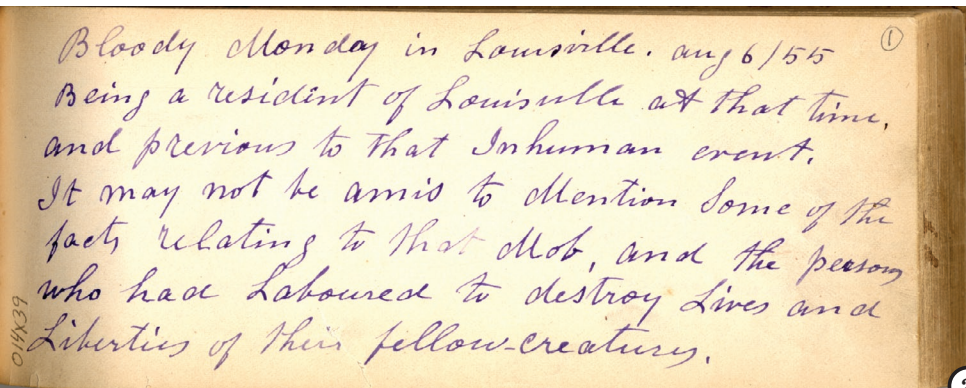 ①
Bloody Monday in Louisville. aug 6/55
Being a resident of Louisville at that time,
and previous to that Inhuman event.
It may not be amis to Mention Some of the
facts relating to that Mob, and the persons
who had Laboured to destroy Lives and
Liberties of their fellow-creatures.
014x39